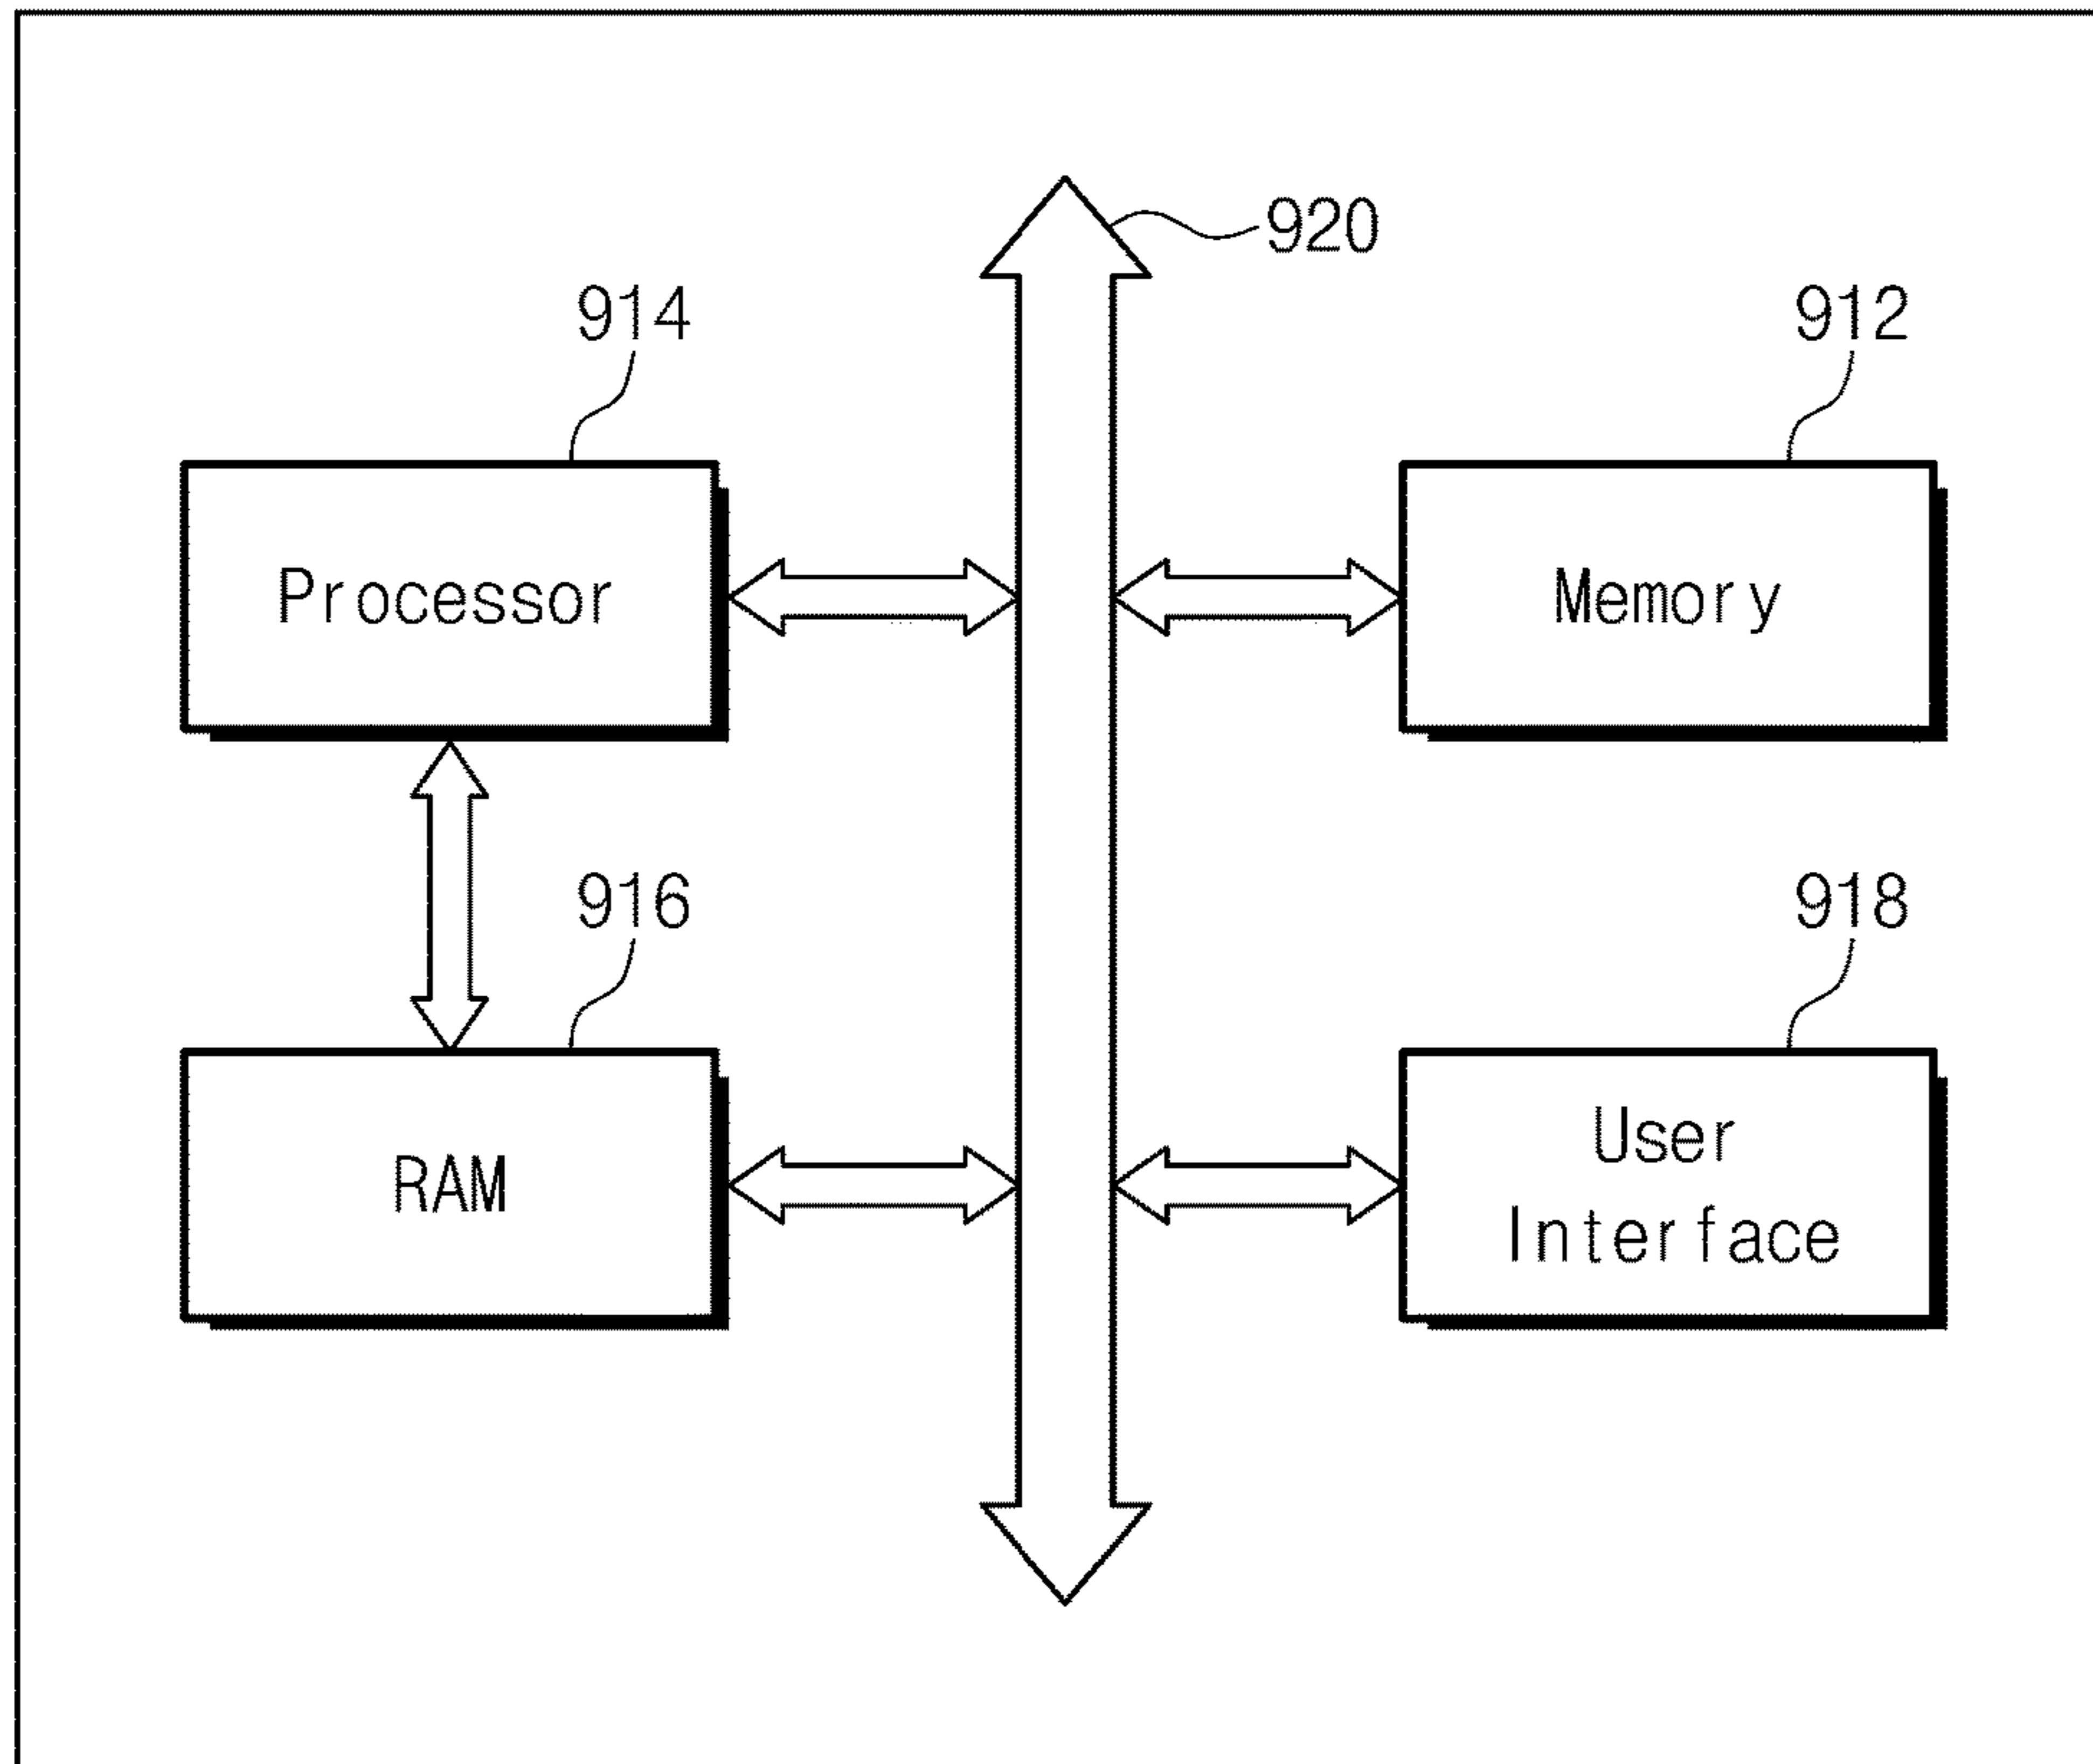 920
914
912
Processor
Memory
916
918
RAM
User
Interface